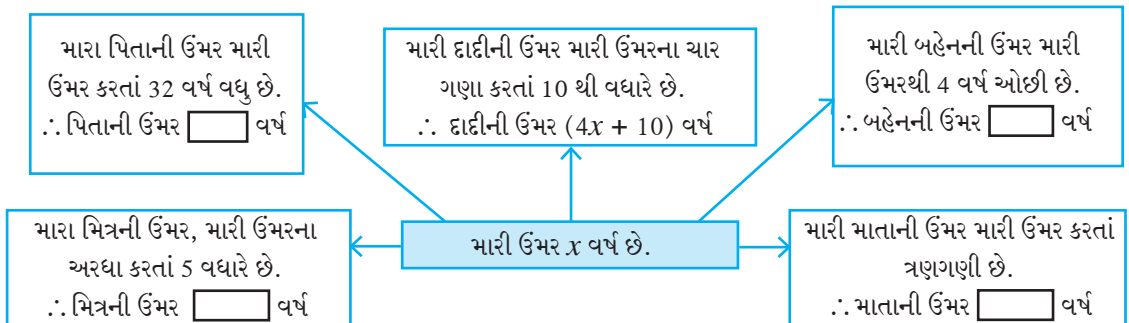 મારા પિતાની ઉંમર મારી
ઉંમર કરતાં 32 વર્ષ વધુ છે.
∴ પિતાની ઉંમર વર્ષ
મારી દાદીની ઉંમર મારી ઉંમરના ચાર
ગણા કરતાં 10 થી વધારે છે.
∴ દાદીની ઉંમર (4x + 10) વર્ષ
મારી બહેનની ઉંમર મારી
ઉંમરથી 4 વર્ષ ઓછી છે.
∴ બહેનની ઉંમર વર્ષ
મારા મિત્રની ઉંમર, મારી ઉંમરના
અરધા કરતાં 5 વધારે છે.
∴ મિત્રની ઉંમર વર્ષ
મારી ઉંમર x વર્ષ છે.
મારી માતાની ઉંમર મારી ઉંમર કરતાં
ત્રણગણી છે.
∴ માતાની ઉંમર વર્ષ